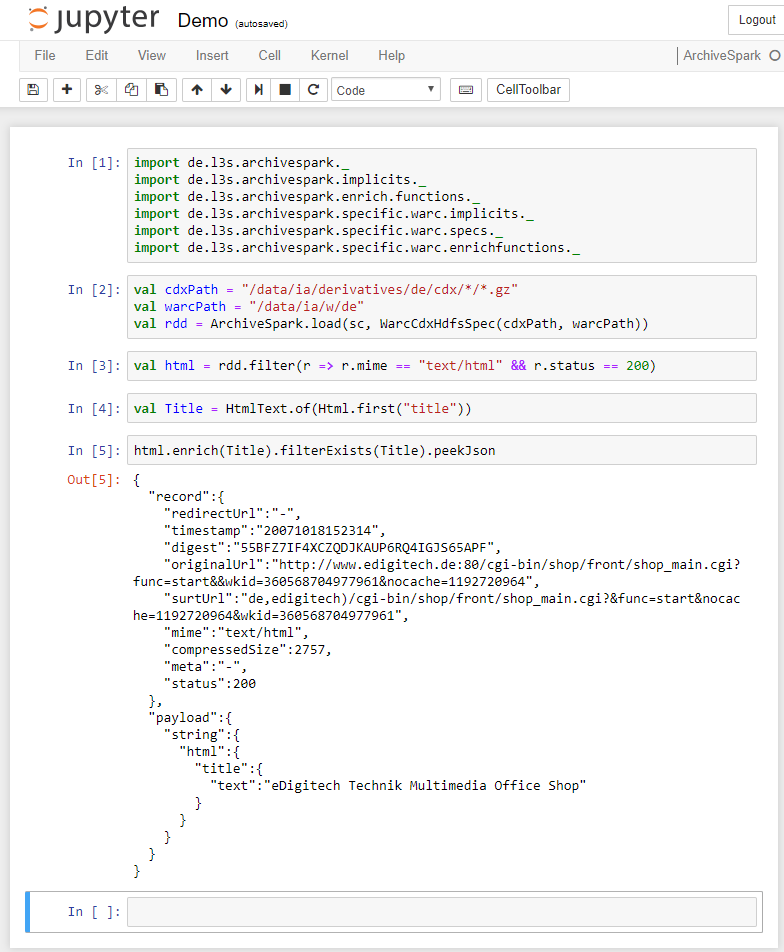 jupyter Demo (autosaved) Logout
File Edit View Insert Cell Kernel Help ArchiveSpark
Code CellToolbar
In [1]: import de.l3s.archivespark._
import de.l3s.archivespark.implicits._
import de.l3s.archivespark.enrich.functions._
import de.l3s.archivespark.specific.warc.implicits._
import de.l3s.archivespark.specific.warc.specs._
import de.l3s.archivespark.specific.warc.enrichfunctions._
In [2]: val cdxPath = "/data/ia/derivatives/de/cdx/*/*.gz"
val warcPath = "/data/ia/w/de"
val rdd = ArchiveSpark.load(sc, WarcCdxHdfsSpec(cdxPath, warcPath))
In [3]: val html = rdd.filter(r => r.mime == "text/html" && r.status == 200)
In [4]: val Title = HtmlText.of(Html.first("title"))
In [5]: html.enrich(Title).filterExists(Title).peekJson
Out[5]: {
"record":{
"redirectUrl":"-",
"timestamp":"20071018152314",
"digest":"55BFZ7IF4XCZQDJKAUP6RQ4IGJS65APF",
"originalUrl":"http://www.edigitech.de:80/cgi-bin/shop/front/shop_main.cgi?
func=start&&wkid=360568704977961&nocache=1192720964",
"surtUrl":"de,edigitech)/cgi-bin/shop/front/shop_main.cgi?&func=start&nocac
he=1192720964&wkid=360568704977961",
"mime":"text/html",
"compressedSize":2757,
"meta":"-",
"status":200
},
"payload":{
"string":{
"html":{
"title":{
"text":"eDigitech Technik Multimedia Office Shop"
}
}
}
}
}
In [ ]: